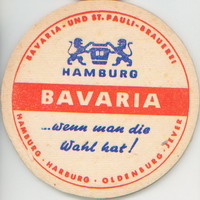 BAVARIA-UND ST. PAULI-BRAUEREI
HAMBURG
BAVARIA
...wenn man die
Wahl hat!
HAMBURG · HARBURG · OLDENBURG · JEVER